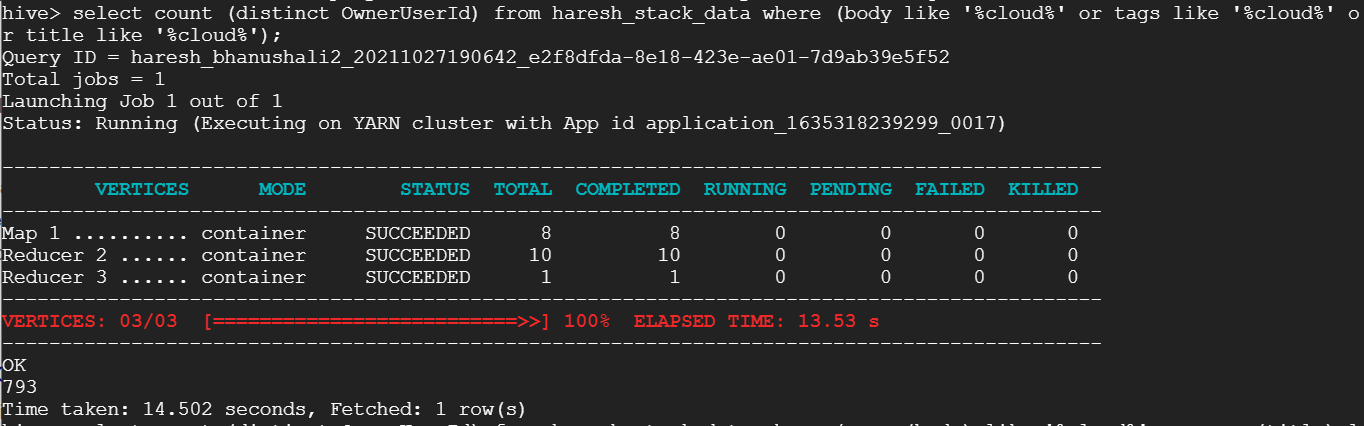 hive> select count (distinct OwnerUserId) from haresh_stack_data where (body like '%cloud%' or tags like '%cloud%' o
r title like '%cloud%');
Query ID = haresh_bhanushali2_20211027190642_e2f8dfda-8e18-423e-ae01-7d9ab39e5f52
Total jobs = 1
Launching Job 1 out of 1
Status: Running (Executing on YARN cluster with App id application_1635318239299_0017)
----------------------------------------------------------------------------------------------
VERTICES MODE STATUS TOTAL COMPLETED RUNNING PENDING FAILED KILLED
----------------------------------------------------------------------------------------------
Map 1 .......... container SUCCEEDED 8 8 0 0 0 0
Reducer 2 ...... container SUCCEEDED 10 10 0 0 0 0
Reducer 3 ...... container SUCCEEDED 1 1 0 0 0 0
----------------------------------------------------------------------------------------------
VERTICES: 03/03 [==========================>>] 100% ELAPSED TIME: 13.53 s
----------------------------------------------------------------------------------------------
OK
793
Time taken: 14.502 seconds, Fetched: 1 row(s)